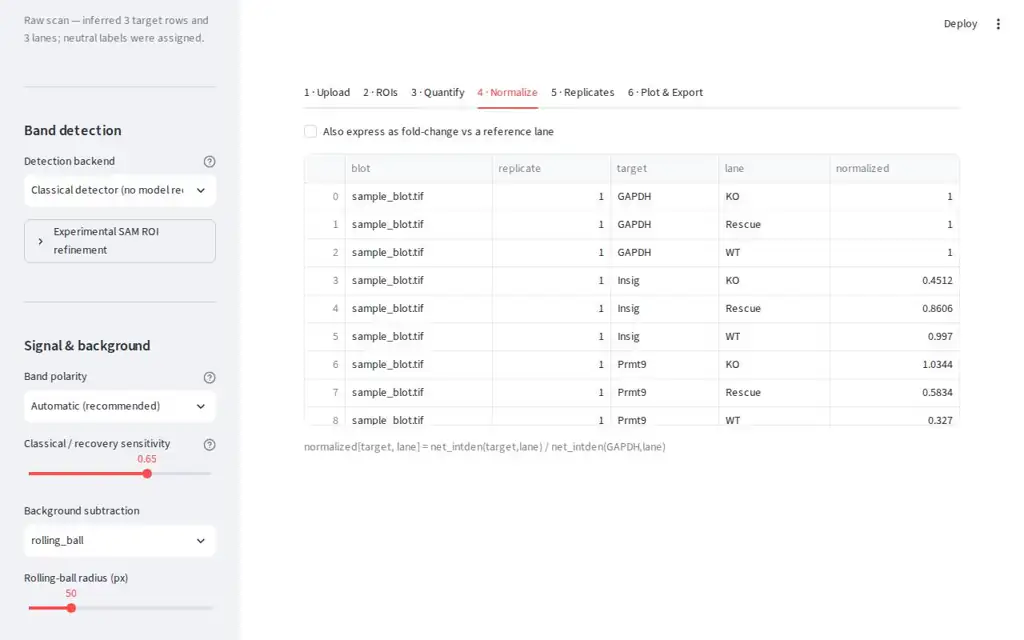 Raw scan — inferred 3 target rows and
3 lanes; neutral labels were assigned.
Band detection
Detection backend
Classical detector (no model re
Experimental SAM ROI
refinement
Signal & background
Band polarity
Automatic (recommended)
Classical / recovery sensitivity
0.65
Background subtraction
rolling_ball
Rolling-ball radius (px)
50
Deploy
1 · Upload 2 · ROIs 3 · Quantify 4 · Normalize 5 · Replicates 6 · Plot & Export
Also express as fold-change vs a reference lane
blot replicate target lane normalized
0 sample_blot.tif 1 GAPDH KO 1
1 sample_blot.tif 1 GAPDH Rescue 1
2 sample_blot.tif 1 GAPDH WT 1
3 sample_blot.tif 1 Insig KO 0.4512
4 sample_blot.tif 1 Insig Rescue 0.8606
5 sample_blot.tif 1 Insig WT 0.997
6 sample_blot.tif 1 Prmt9 KO 1.0344
7 sample_blot.tif 1 Prmt9 Rescue 0.5834
8 sample_blot.tif 1 Prmt9 WT 0.327
normalized[target, lane] = net_intden(target,lane) / net_intden(GAPDH,lane)